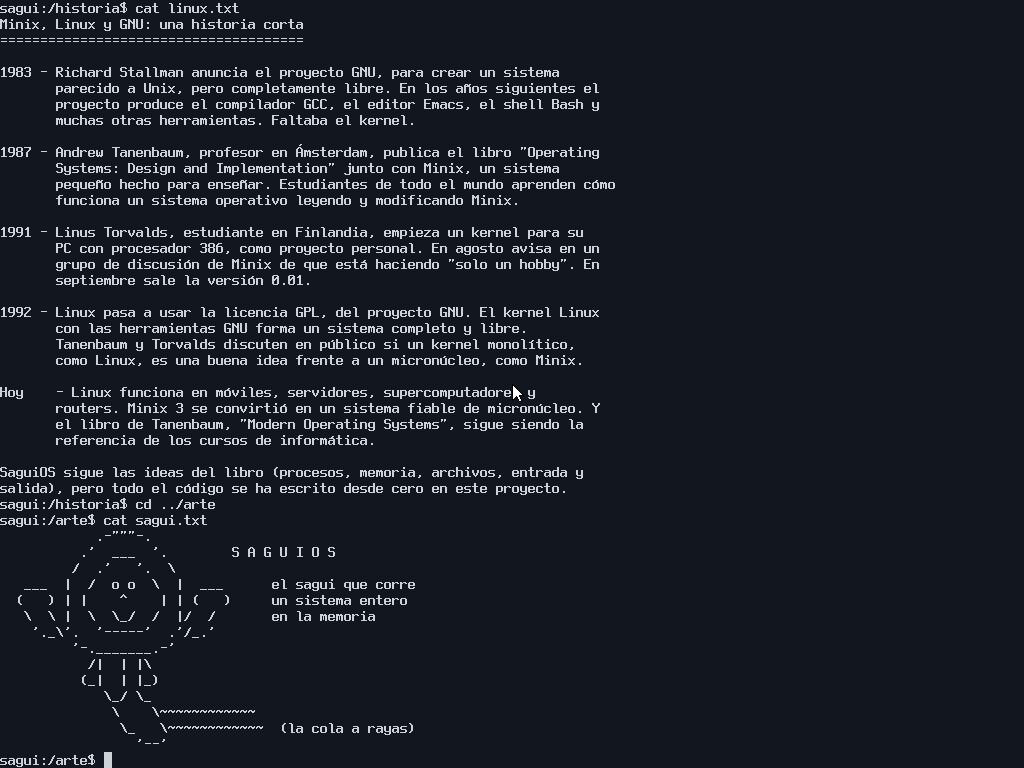 sagui:/historia$ cat linux.txt
Minix, Linux y GNU: una historia corta
======================================
1983 - Richard Stallman anuncia el proyecto GNU, para crear un sistema
       parecido a Unix, pero completamente libre. En los años siguientes el
       proyecto produce el compilador GCC, el editor Emacs, el shell Bash y
       muchas otras herramientas. Faltaba el kernel.
1987 - Andrew Tanenbaum, profesor en Ámsterdam, publica el libro "Operating
       Systems: Design and Implementation" junto con Minix, un sistema
       pequeño hecho para enseñar. Estudiantes de todo el mundo aprenden cómo
       funciona un sistema operativo leyendo y modificando Minix.
1991 - Linus Torvalds, estudiante en Finlandia, empieza un kernel para su
       PC con procesador 386, como proyecto personal. En agosto avisa en un
       grupo de discusión de Minix de que está haciendo "solo un hobby". En
       septiembre sale la versión 0.01.
1992 - Linux pasa a usar la licencia GPL, del proyecto GNU. El kernel Linux
       con las herramientas GNU forma un sistema completo y libre.
       Tanenbaum y Torvalds discuten en público si un kernel monolítico,
       como Linux, es una buena idea frente a un micronúcleo, como Minix.
Hoy    - Linux funciona en móviles, servidores, supercomputadores y
       routers. Minix 3 se convirtió en un sistema fiable de micronúcleo. Y
       el libro de Tanenbaum, "Modern Operating Systems", sigue siendo la
       referencia de los cursos de informática.
SaguiOS sigue las ideas del libro (procesos, memoria, archivos, entrada y
salida), pero todo el código se ha escrito desde cero en este proyecto.
sagui:/historia$ cd ../arte
sagui:/arte$ cat sagui.txt
S A G U I O S
el sagui que corre
un sistema entero
en la memoria
(la cola a rayas)
sagui:/arte$